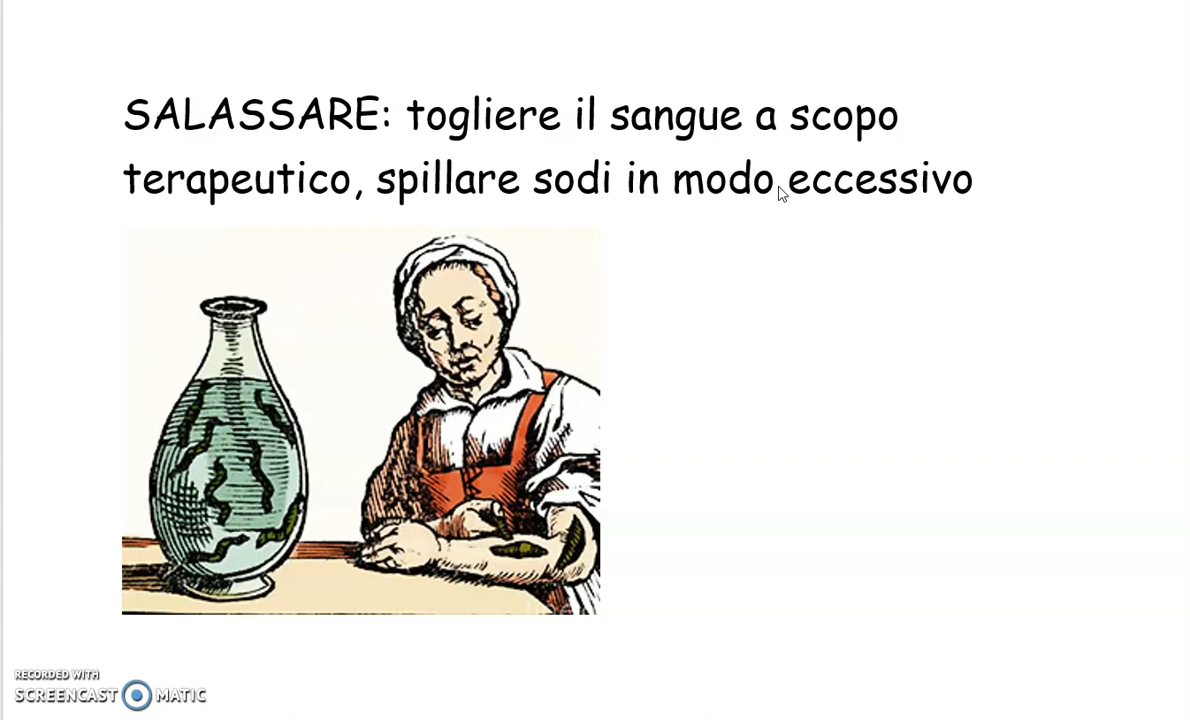 SALASSARE: togliere il sangue a scopo
terapeutico, spillare sodi in modo eccessivo
RECORDED WITH
SCREENCAST MATIC